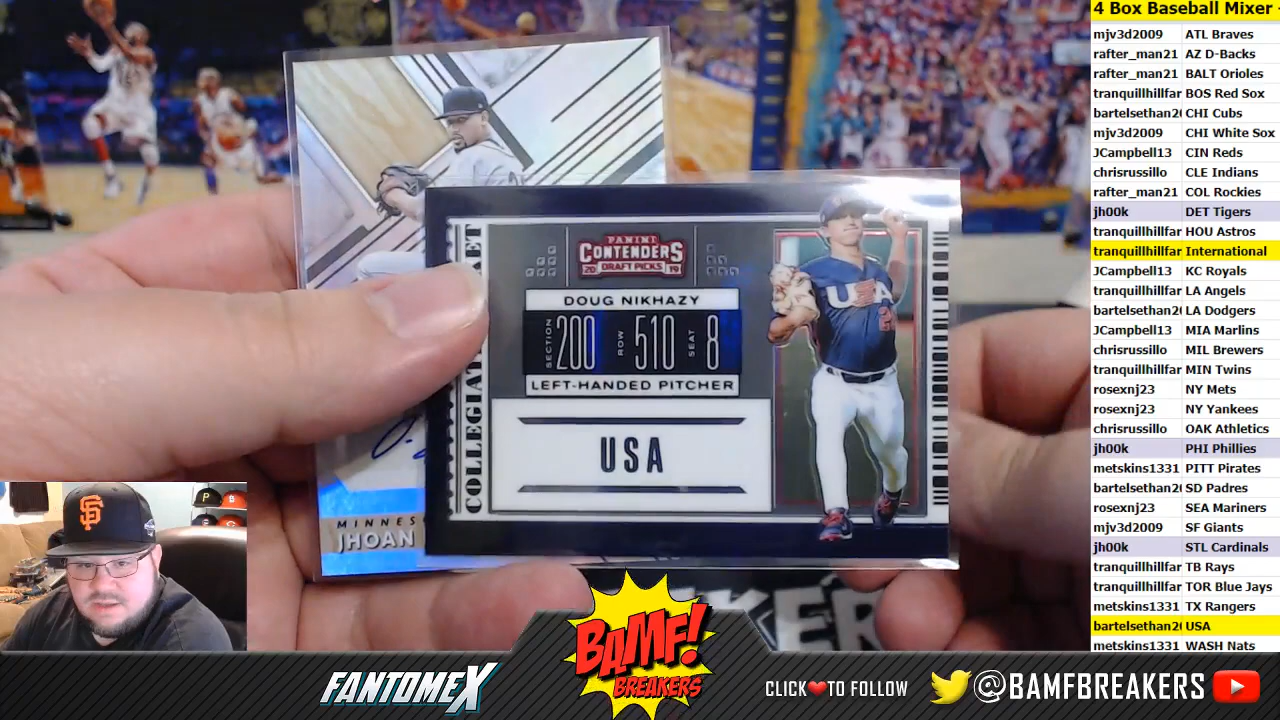 4 Box Baseball Mixer -
mjv3d2009 ATL Braves
rafter_man21 AZ D-Backs
rafter_man21 BALT Orioles
tranquillhillfar BOS Red Sox
bartelsethan2 CHI Cubs
mjv3d2009 CHI White Sox
JCampbell13 CIN Reds
chrisrussillo CLE Indians
rafter_man21 COL Rockies
jh00k DET Tigers
tranquillhillfar HOU Astros
tranquillhillfar International
JCampbell13 KC Royals
tranquillhillfar LA Angels
bartelsethan2 LA Dodgers
JCampbell13 MIA Marlins
chrisrussillo MIL Brewers
tranquillhillfar MIN Twins
rosexnj23 NY Mets
rosexnj23 NY Yankees
chrisrussillo OAK Athletics
jh00k PHI Phillies
metskins1331 PITT Pirates
bartelsethan2 SD Padres
rosexnj23 SEA Mariners
mjv3d2009 SF Giants
jh00k STL Cardinals
tranquillhillfar TB Rays
tranquillhillfar TOR Blue Jays
metskins1331 TX Rangers
bartelsethan2 USA
metskins1331 WASH Nats
PANINI
CONTENDERS
20 DRAFT PICKS 19
DOUG NIKHAZY
SECTION 200 ROW 510 SEAT 8
LEFT-HANDED PITCHER
USA
COLLEGIATE
USA
MINNES
JHOAN
SF
P
BAMF!
BREAKERS
FANTOMEX
CLICK❤TO FOLLOW
@BAMFBREAKERS